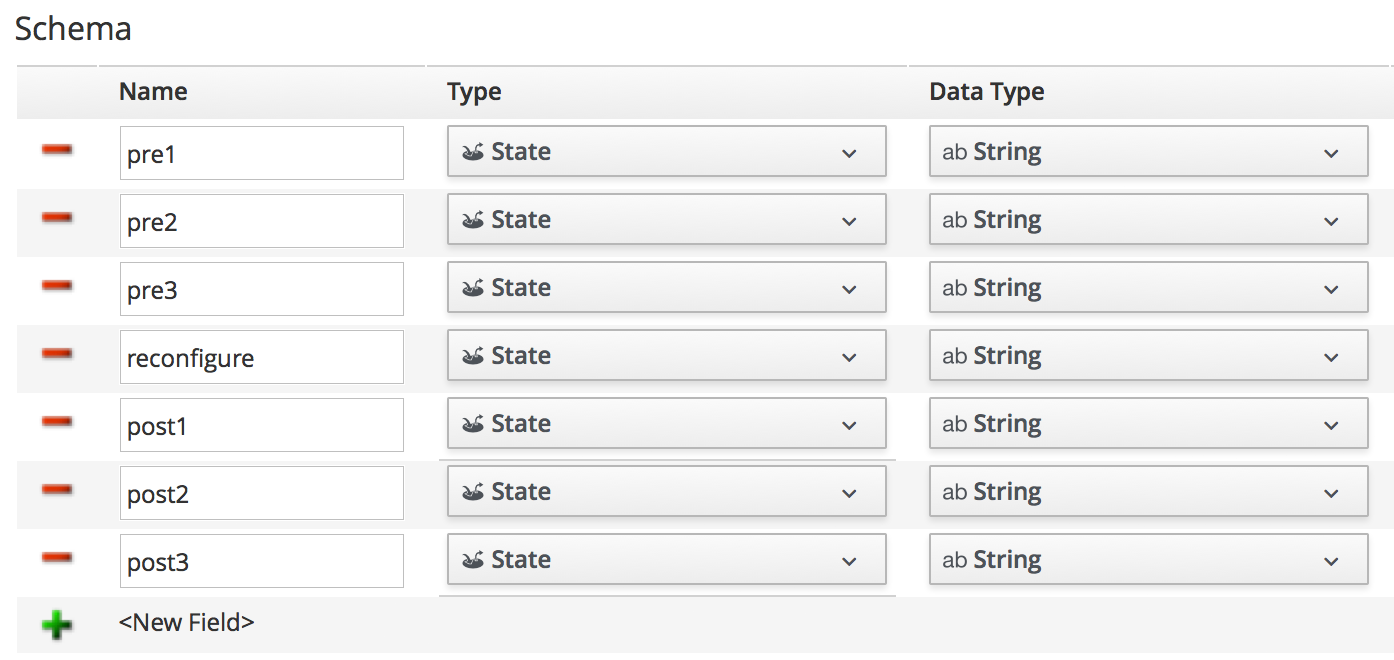 Schema
Name Type Data Type
pre1 State ab String
pre2 State ab String
pre3 State ab String
reconfigure State ab String
post1 State ab String
post2 State ab String
post3 State ab String
<New Field>